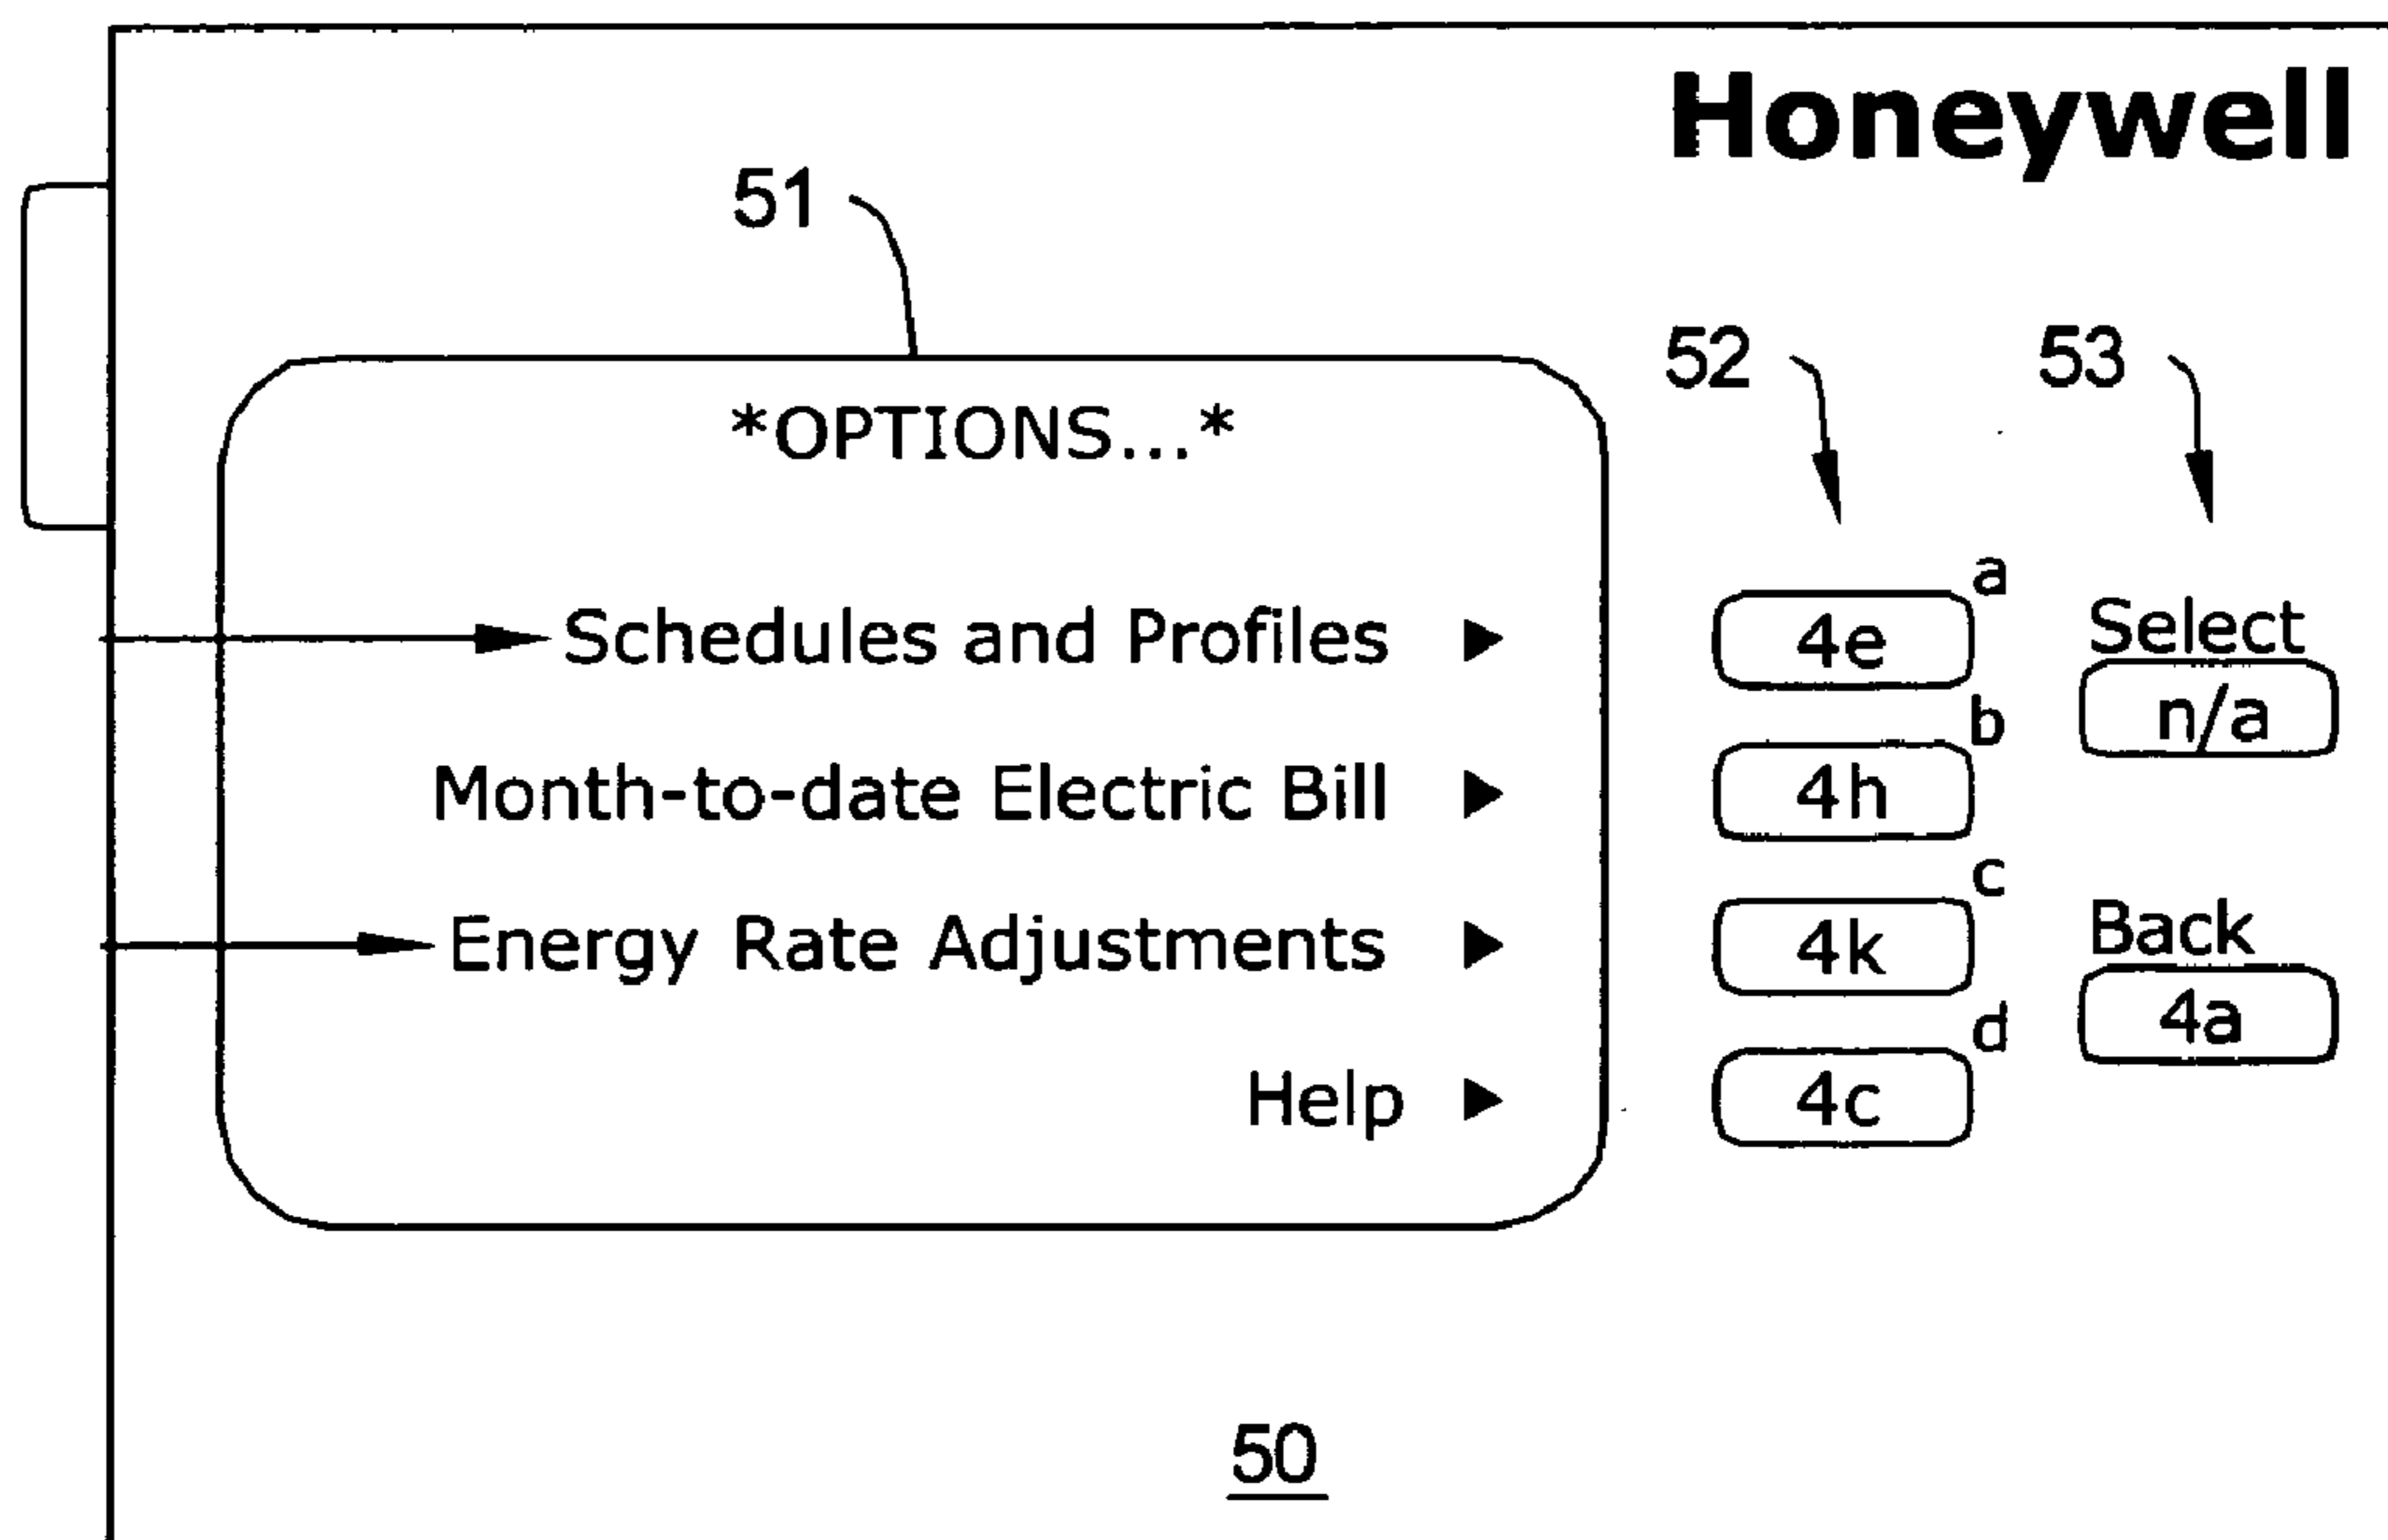 Honeywell
51
52 53
*OPTIONS...*
a
Schedules and Profiles ▶ 4e Select
n/a
b
Month-to-date Electric Bill ▶ 4h
c
Energy Rate Adjustments ▶ 4k Back
4a
d
Help ▶ 4c
50